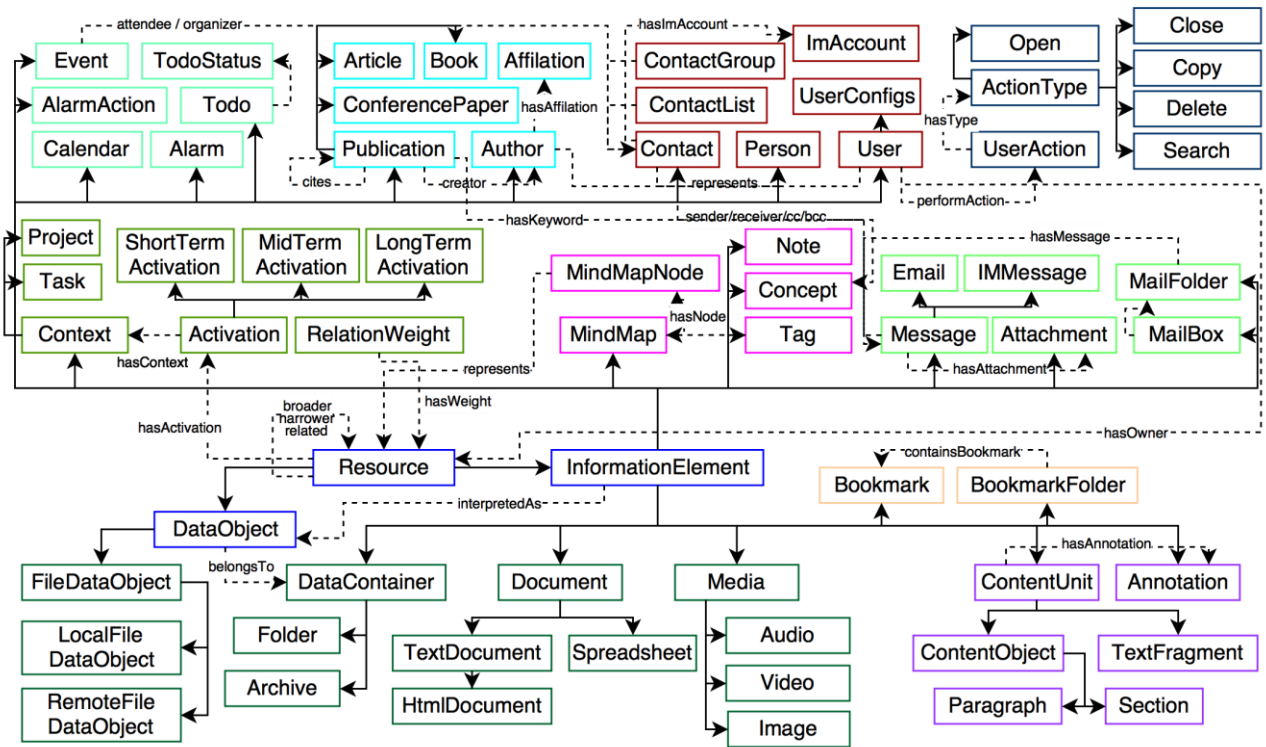 attendee / organizer
hasImAccount
Event
TodoStatus
Article
Book
Affilation
ContactGroup
ImAccount
Open
Close
Copy
AlarmAction
Todo
ConferencePaper
hasAffilation
ContactList
UserConfigs
ActionType
Delete
hasType
Calendar
Alarm
Publication
Author
Contact
Person
User
UserAction
Search
cites
creator
represents
performAction
hasKeyword
sender/receiver/cc/bcc
hasMessage
Project
ShortTerm
Activation
MidTerm
Activation
LongTerm
Activation
Note
Task
MindMapNode
Concept
Email
IMMessage
MailFolder
hasNode
Context
Activation
RelationWeight
MindMap
Tag
Message
Attachment
MailBox
hasContext
represents
hasAttachment
hasWeight
broader
narrower
related
hasActivation
hasOwner
Resource
InformationElement
containsBookmark
Bookmark
BookmarkFolder
interpretedAs
DataObject
belongsTo
hasAnnotation
FileDataObject
DataContainer
Document
Media
ContentUnit
Annotation
LocalFile
DataObject
Folder
TextDocument
Spreadsheet
Audio
ContentObject
TextFragment
RemoteFile
DataObject
Archive
HtmlDocument
Video
Image
Paragraph
Section